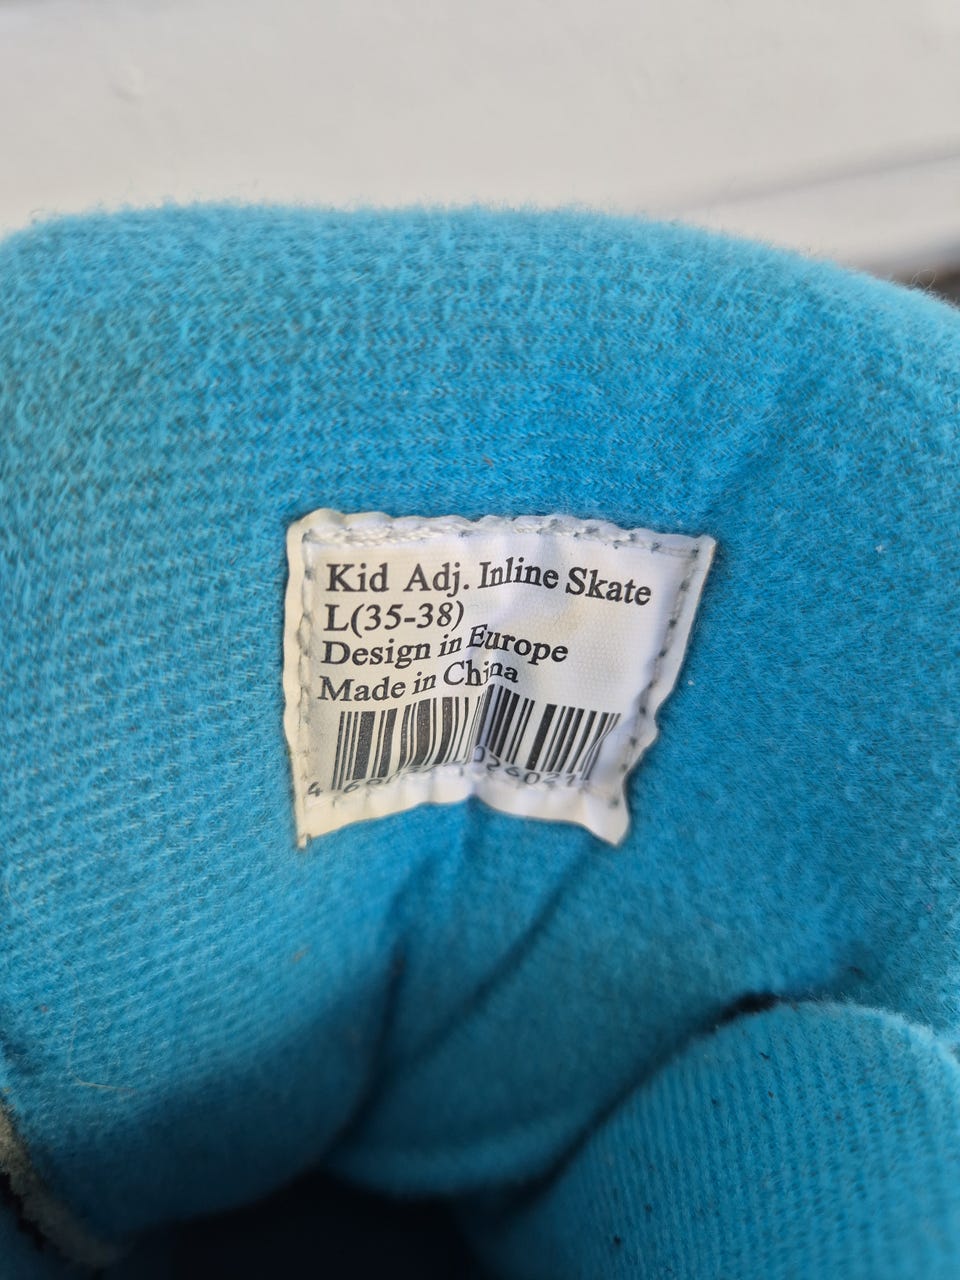 Kid Adj. Inline Skate
L(35-38)
Design in Europe
Made in China